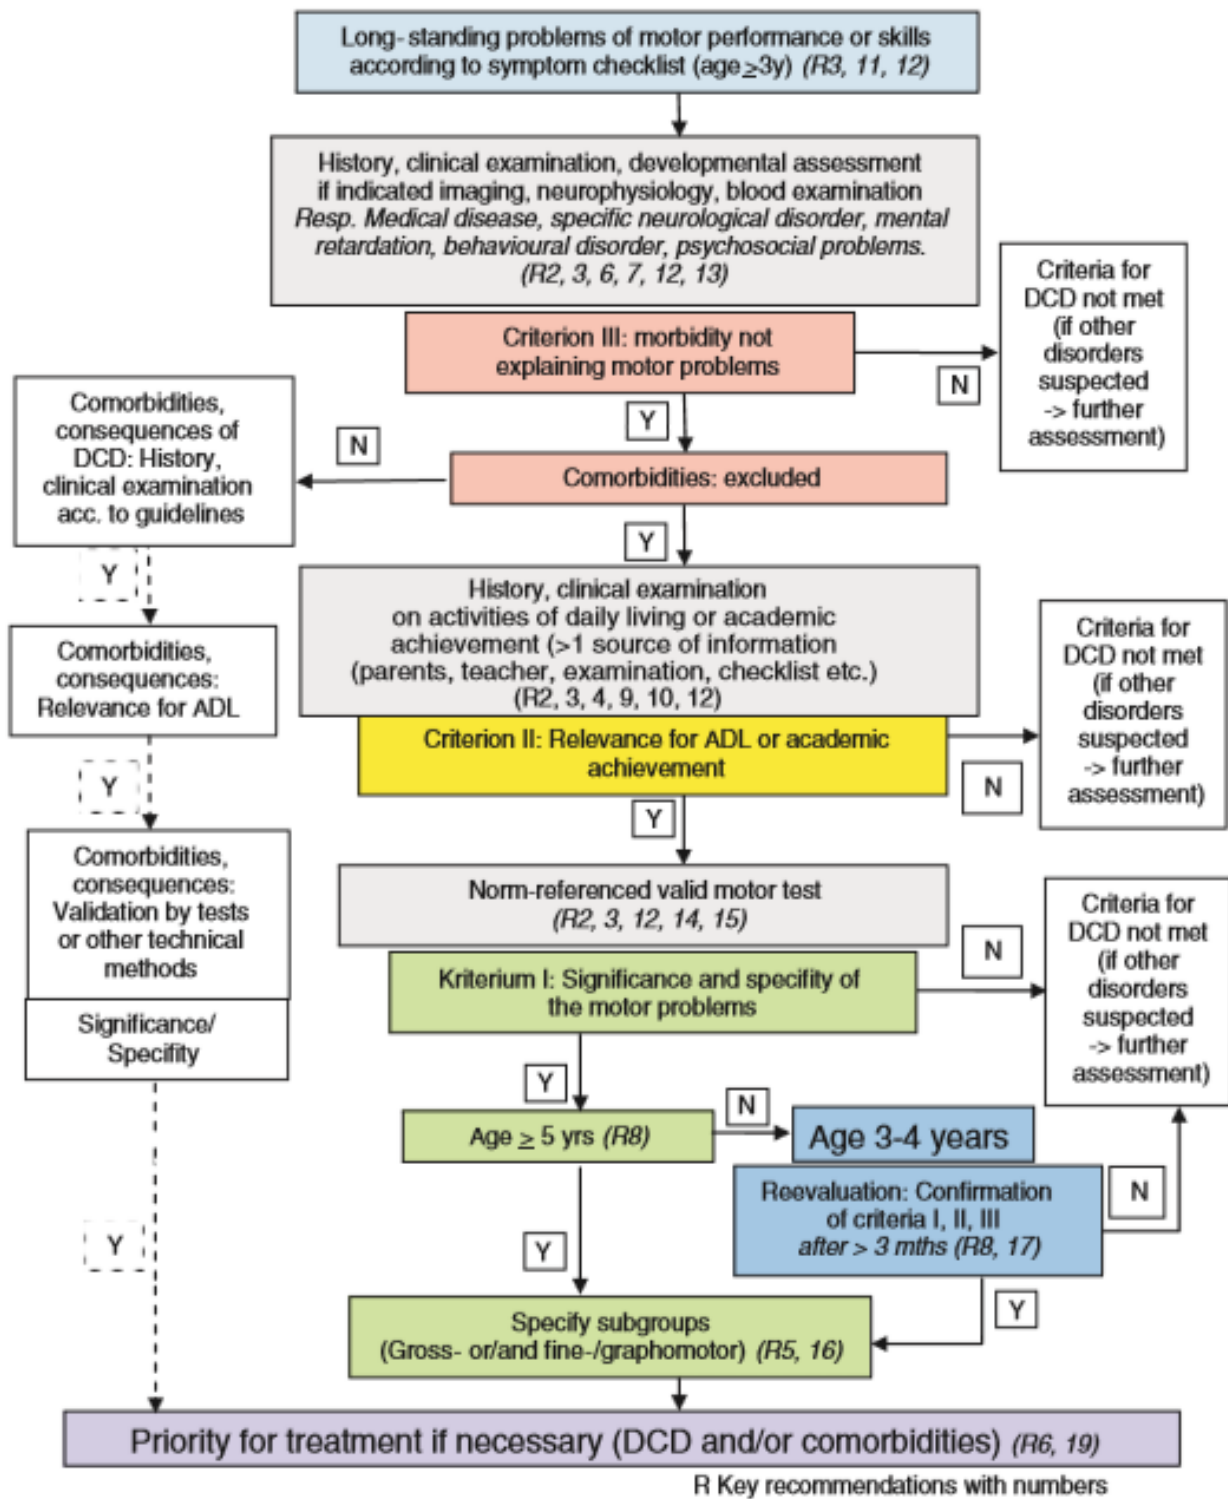 Long- standing problems of motor performance or skills
according to symptom checklist (age ≥3y) (R3, 11, 12)
History, clinical examination, developmental assessment
if indicated imaging, neurophysiology, blood examination
Resp. Medical disease, specific neurological disorder, mental
retardation, behavioural disorder, psychosocial problems.
(R2, 3, 6, 7, 12, 13)
Criterion III: morbidity not
explaining motor problems
N
Criteria for
DCD not met
(if other
disorders
suspected
-> further
assessment)
Y
Comorbidities: excluded
N
Comorbidities,
consequences of
DCD: History,
clinical examination
acc. to guidelines
Y
Comorbidities,
consequences:
Relevance for ADL
Y
Comorbidities,
consequences:
Validation by tests
or other technical
methods
Significance/
Specifity
Y
Y
History, clinical examination
on activities of daily living or academic
achievement (>1 source of information
(parents, teacher, examination, checklist etc.)
(R2, 3, 4, 9, 10, 12)
Criterion II: Relevance for ADL or academic
achievement
N
Criteria for
DCD not met
(if other
disorders
suspected
-> further
assessment)
Y
Norm-referenced valid motor test
(R2, 3, 12, 14, 15)
Kriterium I: Significance and specifity of
the motor problems
N
Criteria for
DCD not met
(if other
disorders
suspected
-> further
assessment)
Y
Age ≥ 5 yrs (R8)
N
Age 3-4 years
Reevaluation: Confirmation
of criteria I, II, III
after > 3 mths (R8, 17)
N
Y
Y
Specify subgroups
(Gross- or/and fine-/graphomotor) (R5, 16)
Priority for treatment if necessary (DCD and/or comorbidities) (R6, 19)
R Key recommendations with numbers